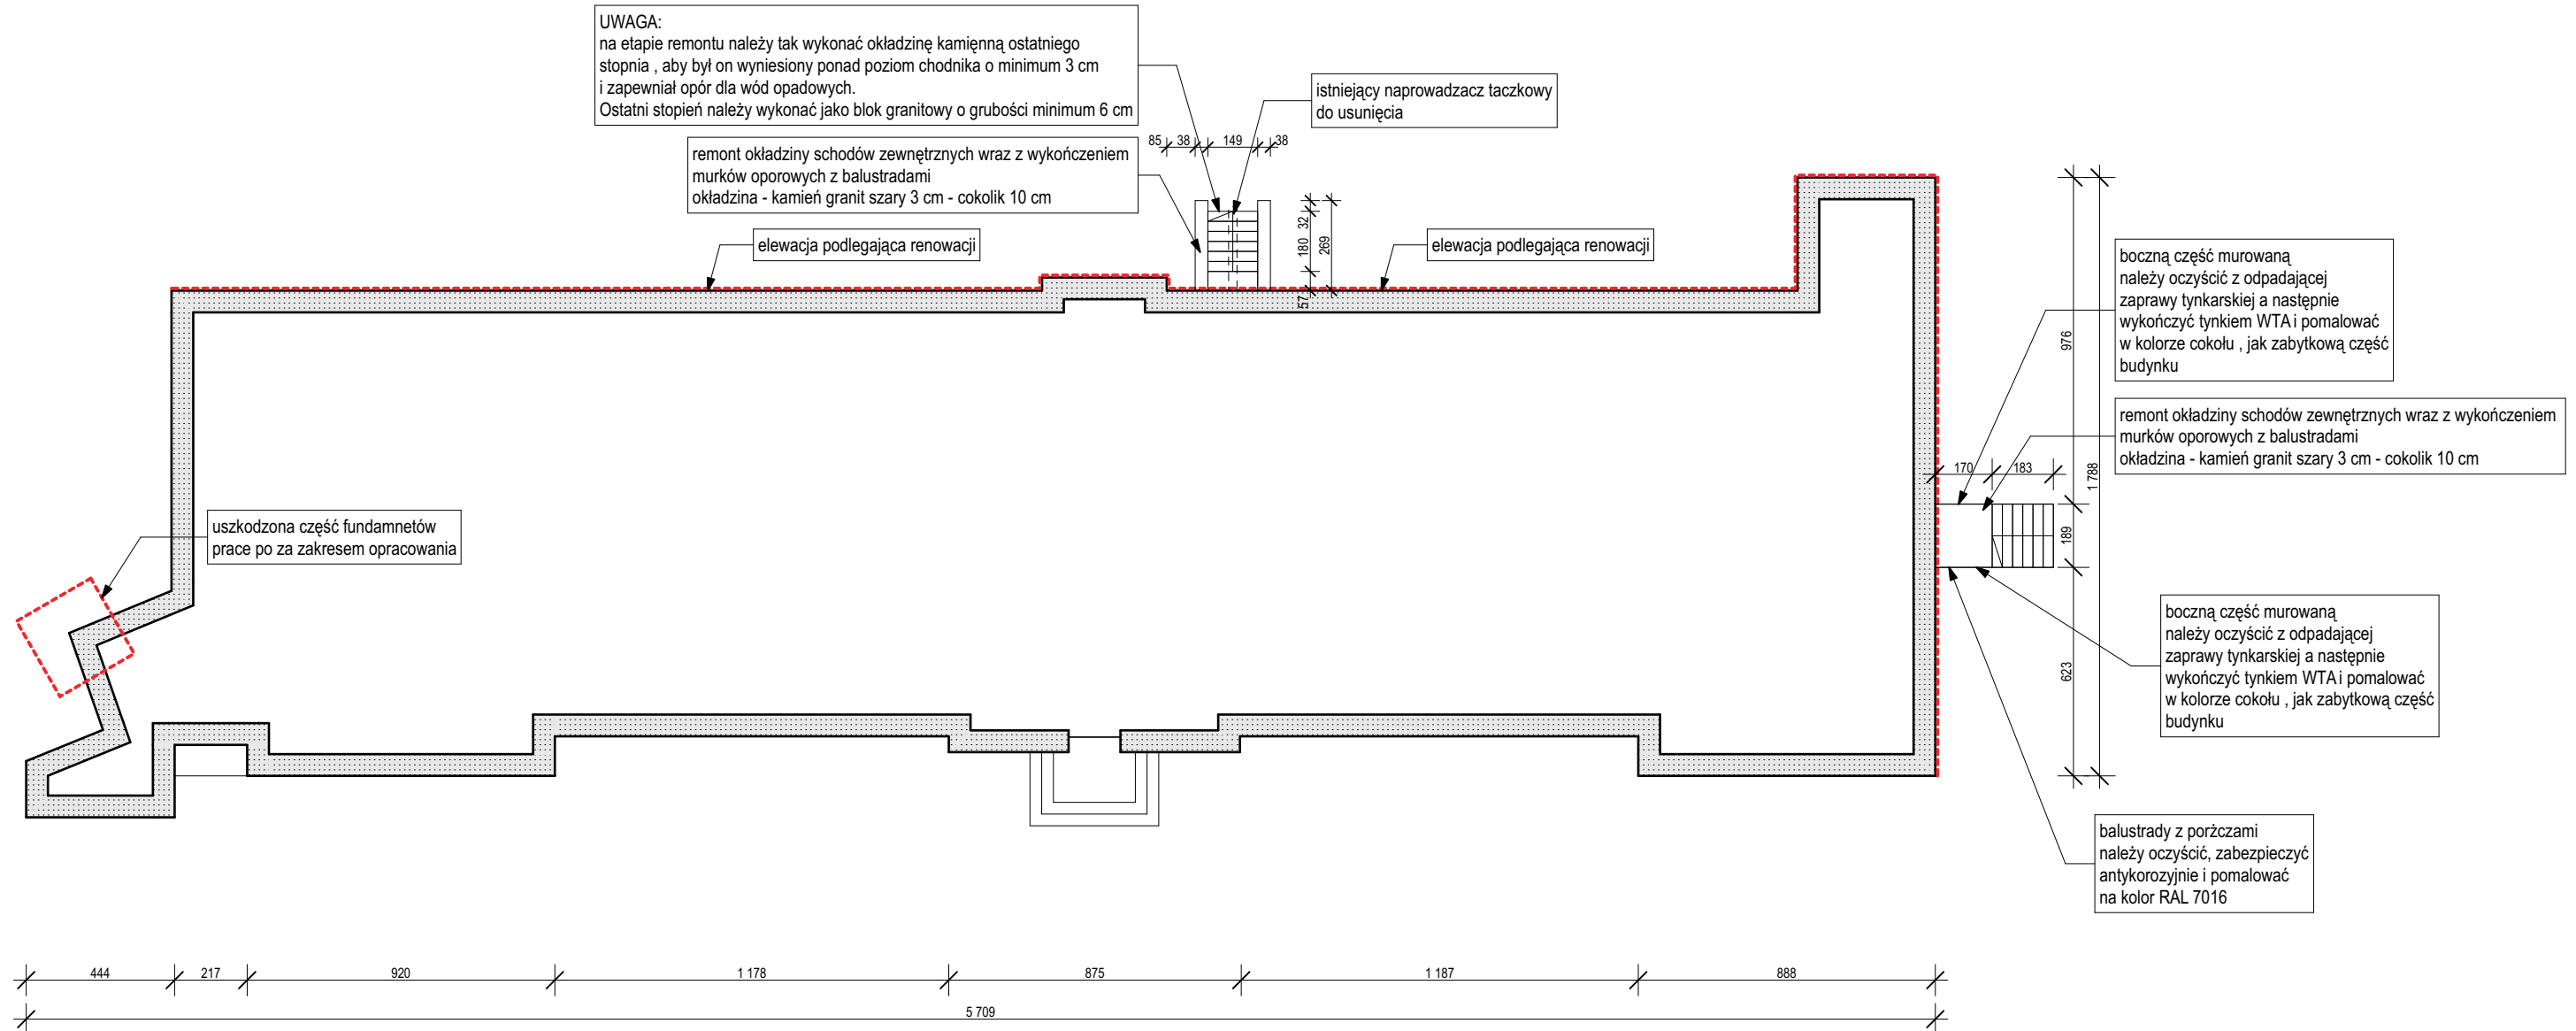 UWAGA:
na etapie remontu należy tak wykonać okładzinę kamięnną ostatniego
stopnia , aby był on wyniesiony ponad poziom chodnika o minimum 3 cm
i zapewniał opór dla wód opadowych.
Ostatni stopień należy wykonać jako blok granitowy o grubości minimum 6 cm
istniejący naprowadzacz taczkowy
do usunięcia
remont okładziny schodów zewnętrznych wraz z wykończeniem
murków oporowych z balustradami
okładzina - kamień granit szary 3 cm - cokolik 10 cm
85 38 149 38
elewacja podlegająca renowacji
32
180
269
57
elewacja podlegająca renowacji
boczną część murowaną
należy oczyścić z odpadającej
zaprawy tynkarskiej a następnie
wykończyć tynkiem WTA i pomalować
w kolorze cokołu , jak zabytkową część
budynku
976
1 788
189
623
remont okładziny schodów zewnętrznych wraz z wykończeniem
murków oporowych z balustradami
okładzina - kamień granit szary 3 cm - cokolik 10 cm
170 183
uszkodzona część fundamnetów
prace po za zakresem opracowania
boczną część murowaną
należy oczyścić z odpadającej
zaprawy tynkarskiej a następnie
wykończyć tynkiem WTA i pomalować
w kolorze cokołu , jak zabytkową część
budynku
balustrady z porżczami
należy oczyścić, zabezpieczyć
antykorozyjnie i pomalować
na kolor RAL 7016
444 217 920 1 178 875 1 187 888
5 709